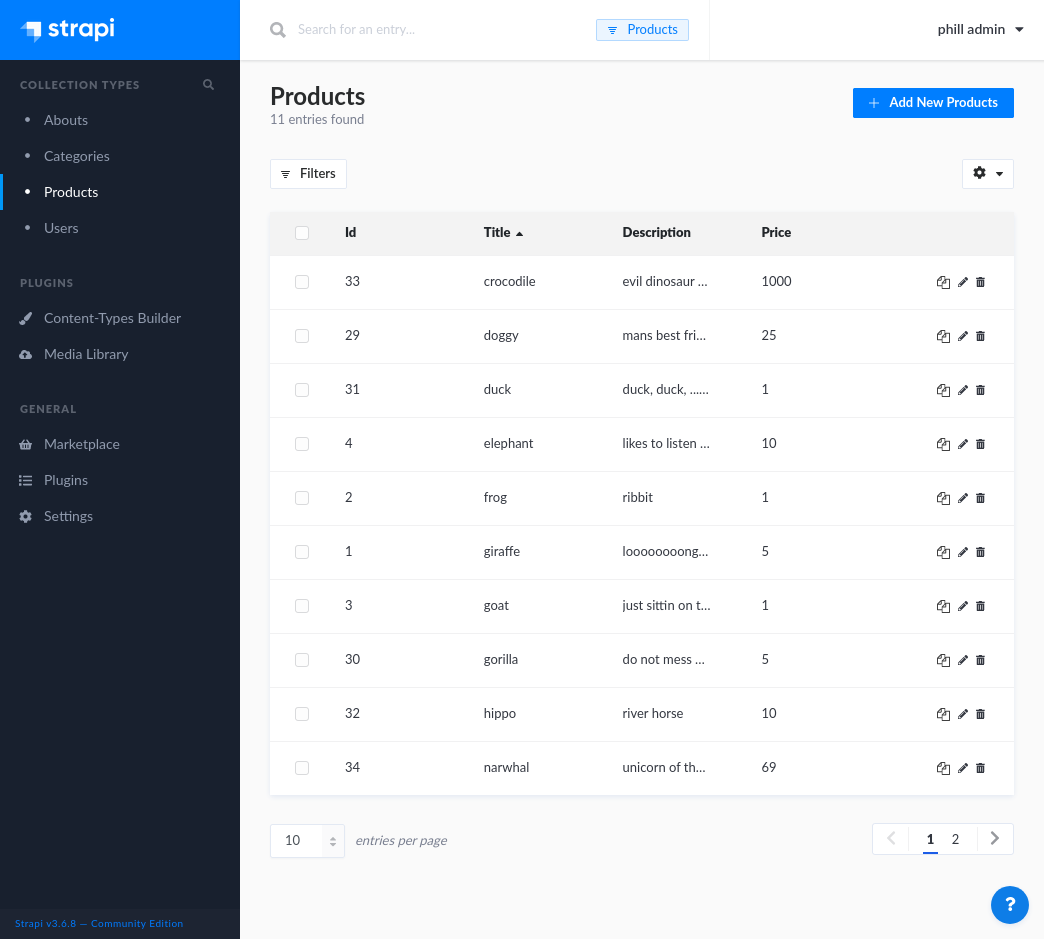 strapi
Search for an entry...
Products
phill admin
COLLECTION TYPES
Abouts
Categories
Products
Users
PLUGINS
Content-Types Builder
Media Library
GENERAL
Marketplace
Plugins
Settings
Strapi v3.6.8 — Community Edition
Products
11 entries found
Add New Products
Filters
Id Title Description Price
33 crocodile evil dinosaur ... 1000
29 doggy mans best fri... 25
31 duck duck, duck, ...... 1
4 elephant likes to listen ... 10
2 frog ribbit 1
1 giraffe loooooooong... 5
3 goat just sittin on t... 1
30 gorilla do not mess ... 5
32 hippo river horse 10
34 narwhal unicorn of th... 69
10 entries per page
1 2
?